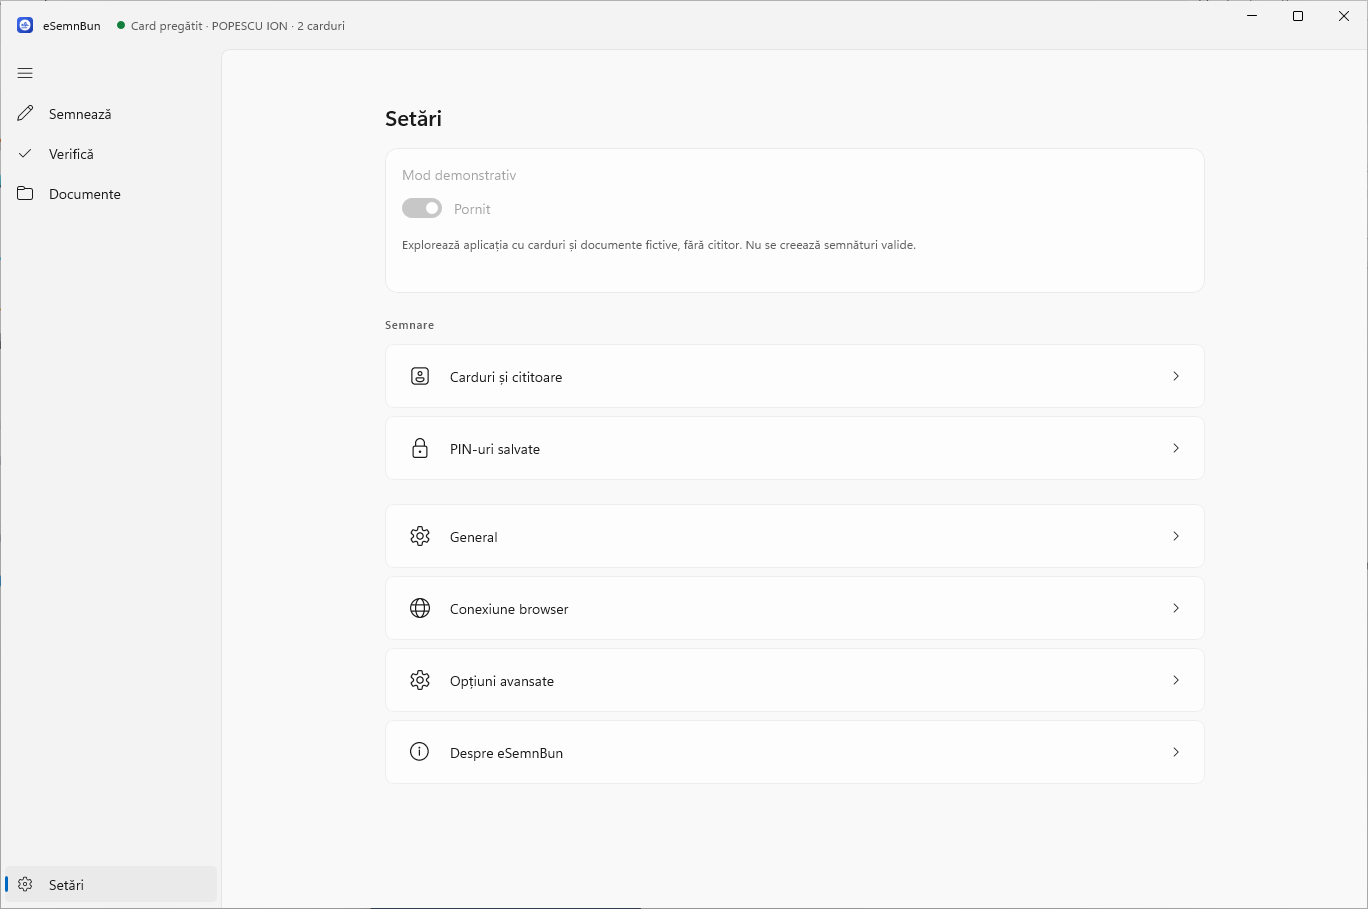 eSemnBun
Card pregătit · POPESCU ION · 2 carduri
Semnează
Verifică
Documente
Setări
Mod demonstrativ
Pornit
Explorează aplicația cu carduri și documente fictive, fără cititor. Nu se creează semnături valide.
Semnare
Carduri și cititoare
PIN-uri salvate
General
Conexiune browser
Opțiuni avansate
Despre eSemnBun
Setări